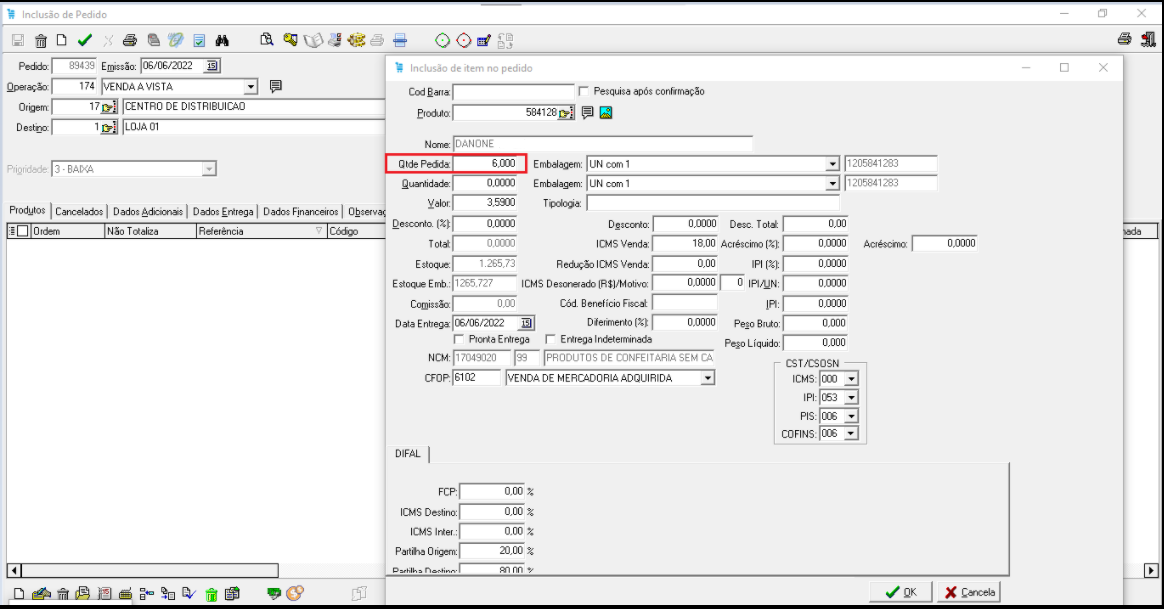 Inclusão de Pedido
Pedido: 89439 Emissão: 06/06/2022 15
Operação: 174 VENDA A VISTA
Origem: 17 CENTRO DE DISTRIBUICAO
Destino: 1 LOJA 01
Prioridade: 3 - BAIXA
Produtos Cancelados Dados Adicionais Dados Entrega Dados Financeiros Observaç
Ordem Não Totaliza Referência Código nada
Inclusão de item no pedido
Cod Barra: Pesquisa após confirmação
Produto: 584128
Nome: DANONE
Qtde Pedida: 6,000 Embalagem: UN com 1 1205841283
Quantidade: 0,0000 Embalagem: UN com 1 1205841283
Valor: 3,5900 Tipologia:
Desconto. (%): 0,0000 Desconto: 0,0000 Desc. Total: 0,00
Total: 0,0000 ICMS Venda: 18,00 Acréscimo (%): 0,0000 Acréscimo: 0,0000
Estoque: 1.265,73 Redução ICMS Venda: 0,00 IPI (%): 0,0000
Estoque Emb.: 1265,727 ICMS Desonerado (R$)/Motivo: 0,0000 0 IPI/UN: 0,0000
Comissão: 0,00 Cód. Benefício Fiscal: IPI: 0,0000
Data Entrega: 06/06/2022 15 Diferimento (%): 0,0000 Peso Bruto: 0,000
Pronta Entrega Entrega Indeterminada Peso Líquido: 0,000
NCM: 17049020 99 PRODUTOS DE CONFEITARIA SEM CA
CFOP: 6102 VENDA DE MERCADORIA ADQUIRIDA
CST/CSOSN
ICMS: 000
IPI: 053
PIS: 006
COFINS: 006
DIFAL
FCP: 0,00 %
ICMS Destino: 0,00 %
ICMS Inter.: 0,00 %
Partilha Origem: 20,00 %
Partilha Destino: 80,00 %
OK Cancela